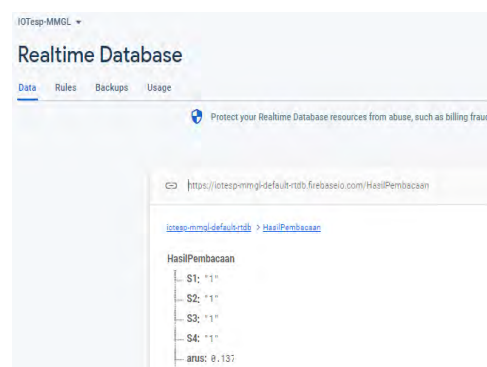 IOTesp-MMGL
Realtime Database
Data Rules Backups Usage
Protect your Realtime Database resources from abuse, such as billing frauc
https://iotesp-mmgl-default-rtdb.firebaseio.com/HasilPembacaan
iotesp-mmgl-default-rtdb > HasilPembacaan
HasilPembacaan
S1: "1"
S2: "1"
S3: "1"
S4: "1"
arus: 0.137